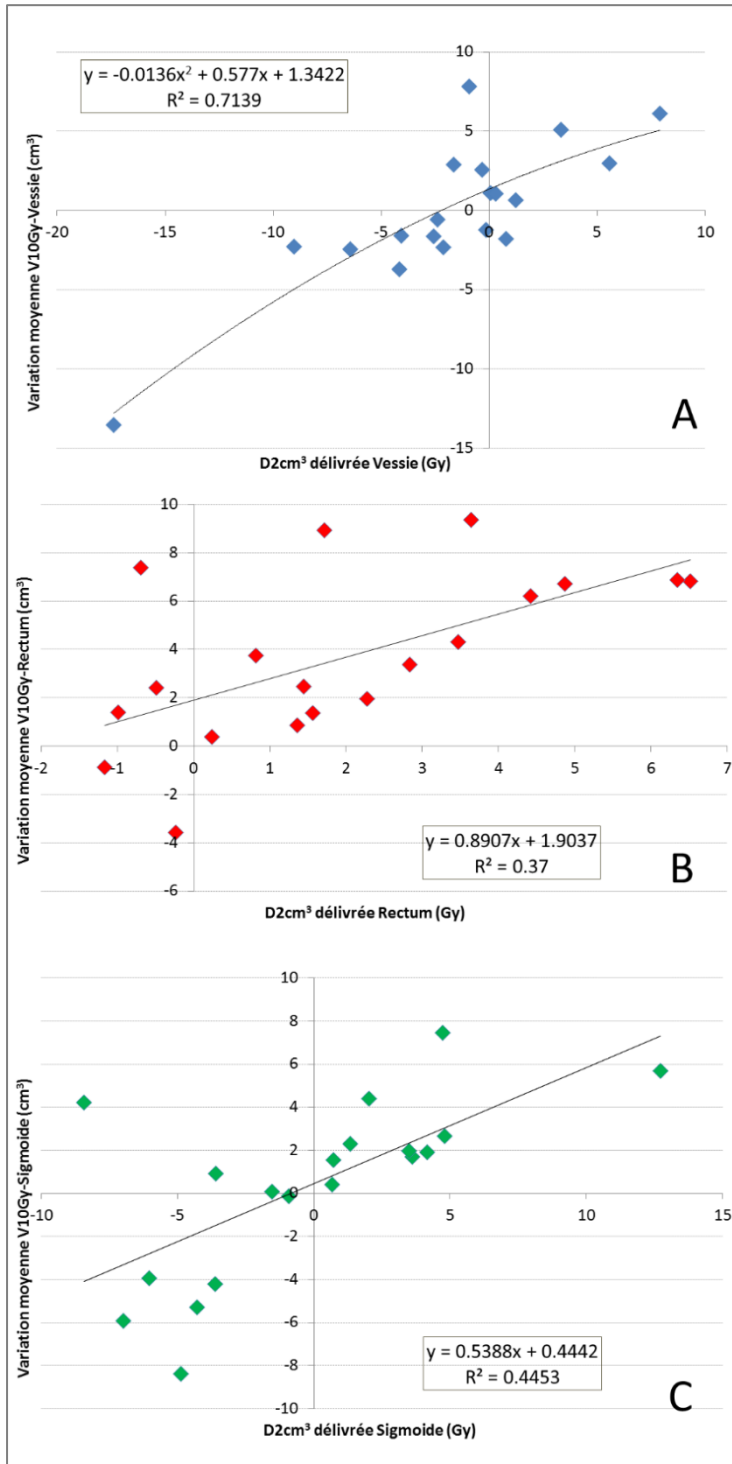 y = -0.0136x² + 0.577x + 1.3422
R² = 0.7139
Variation moyenne V10Gy-Vessie (cm³)
10
5
0
-5
-10
-15
-20 -15 -10 -5 0 5 10
A
D2cm³ délivrée Vessie (Gy)
Variation moyenne V10Gy-Rectum (cm³)
10
8
6
4
2
0
-2
-4
-6
-2 -1 0 1 2 3 4 5 6 7
y = 0.8907x + 1.9037
R² = 0.37
B
D2cm³ délivrée Rectum (Gy)
Variation moyenne V10Gy-Sigmoide (cm³)
10
8
6
4
2
0
-2
-4
-6
-8
-10
-10 -5 0 5 10 15
y = 0.5388x + 0.4442
R² = 0.4453
C
D2cm³ délivrée Sigmoide (Gy)